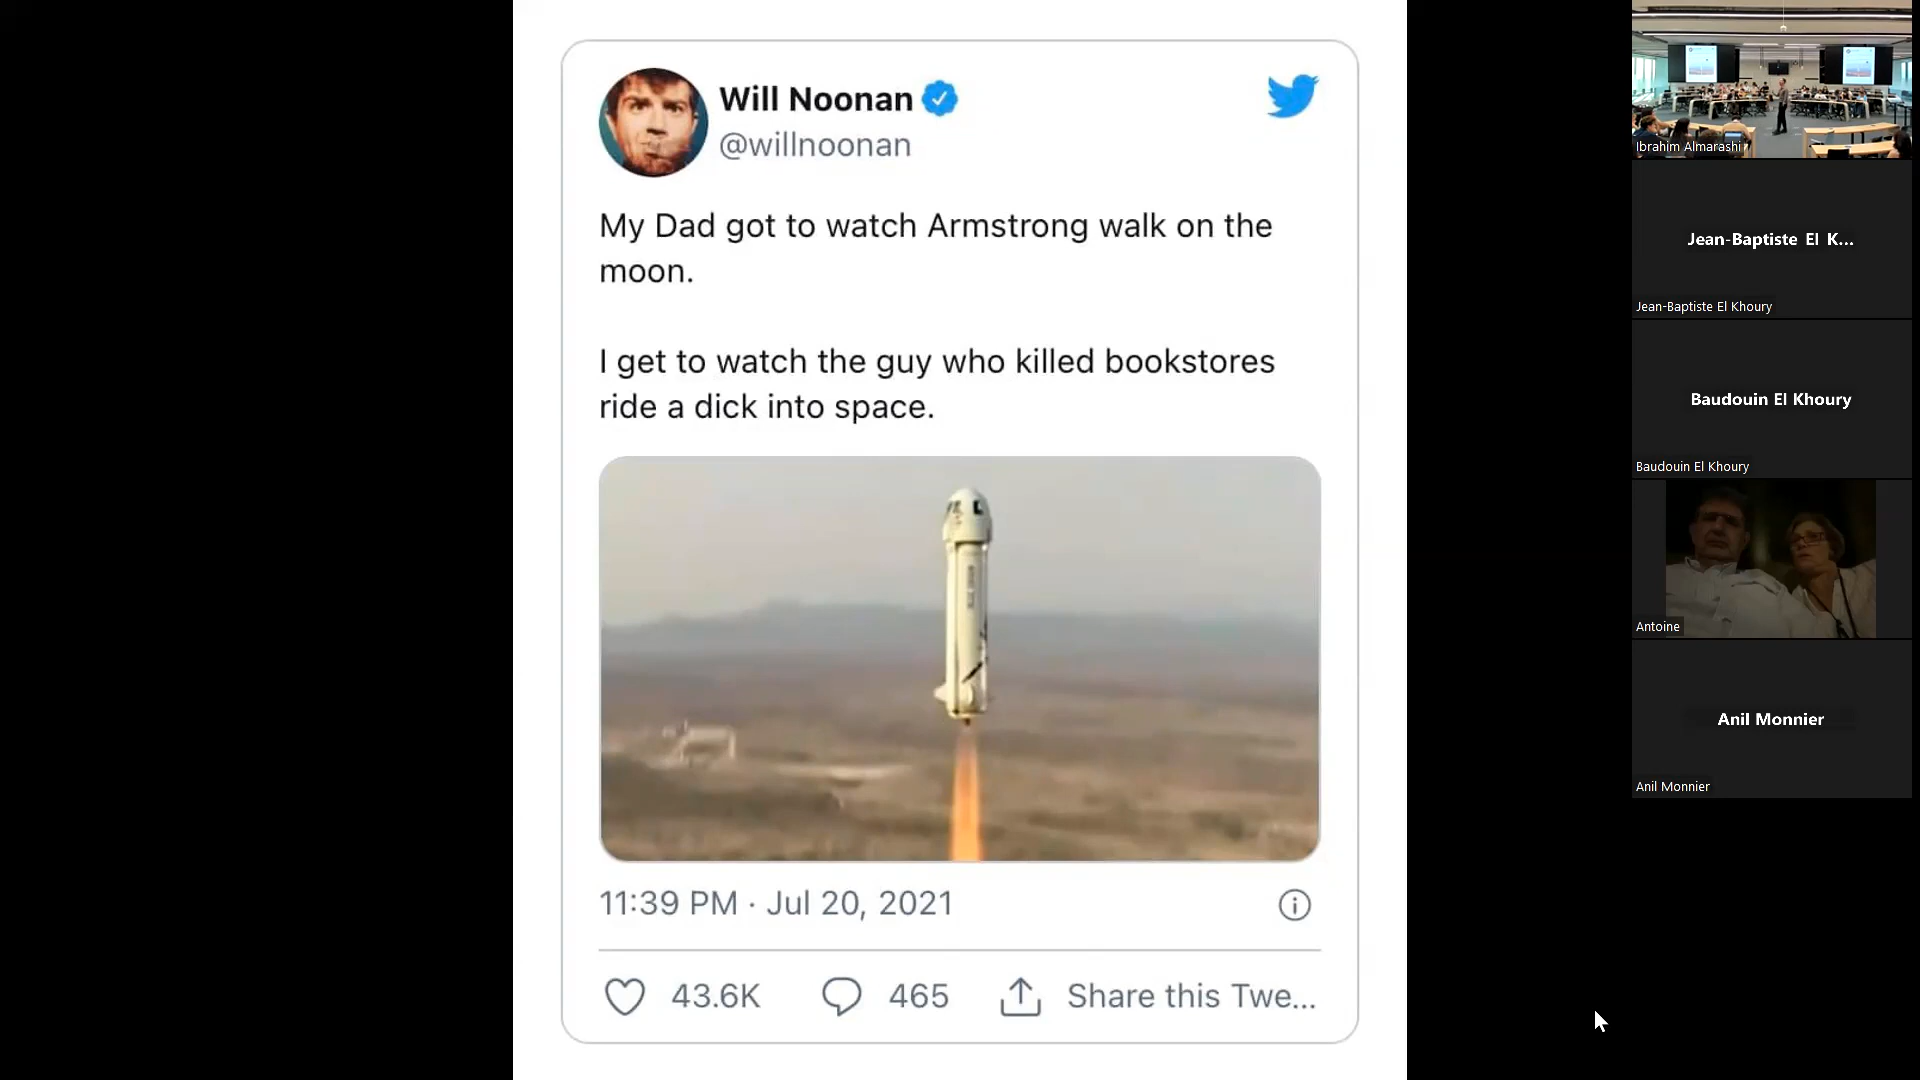 Will Noonan
@willnoonan
My Dad got to watch Armstrong walk on the
moon.
I get to watch the guy who killed bookstores
ride a dick into space.
11:39 PM · Jul 20, 2021
43.6K
465
Share this Twe...
Ibrahim Almarashi
Jean-Baptiste El K...
Jean-Baptiste El Khoury
Baudouin El Khoury
Baudouin El Khoury
Antoine
Anil Monnier
Anil Monnier